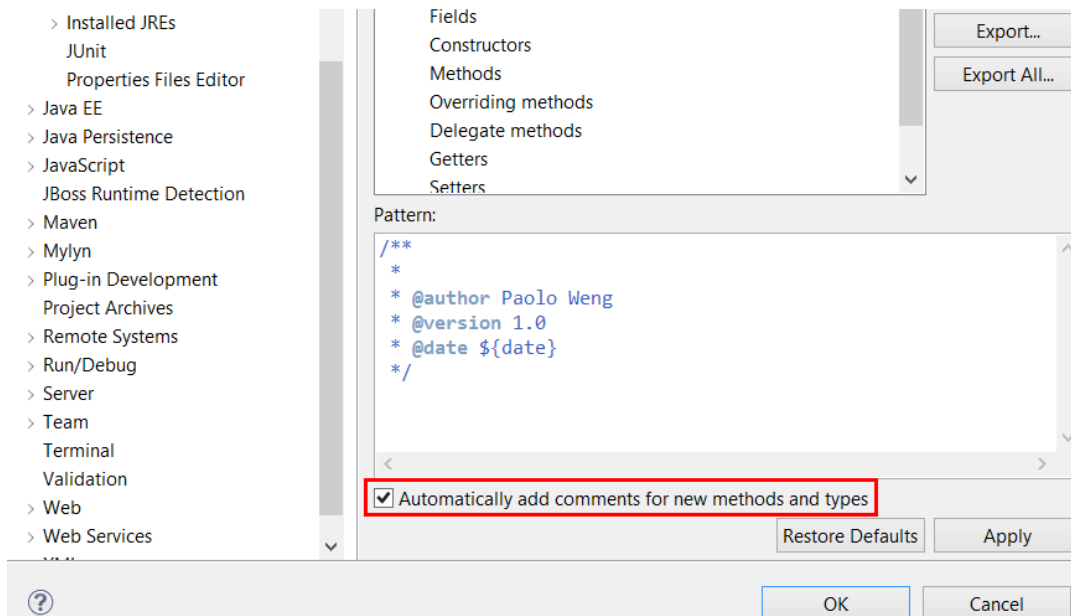 Installed JREs
JUnit
Properties Files Editor
Java EE
Java Persistence
JavaScript
JBoss Runtime Detection
Maven
Mylyn
Plug-in Development
Project Archives
Remote Systems
Run/Debug
Server
Team
Terminal
Validation
Web
Web Services
Fields
Constructors
Methods
Overriding methods
Delegate methods
Getters
Setters
Export...
Export All...
Pattern:
/**
*
* @author Paolo Weng
* @version 1.0
* @date ${date}
*/
Automatically add comments for new methods and types
Restore Defaults
Apply
?
OK
Cancel